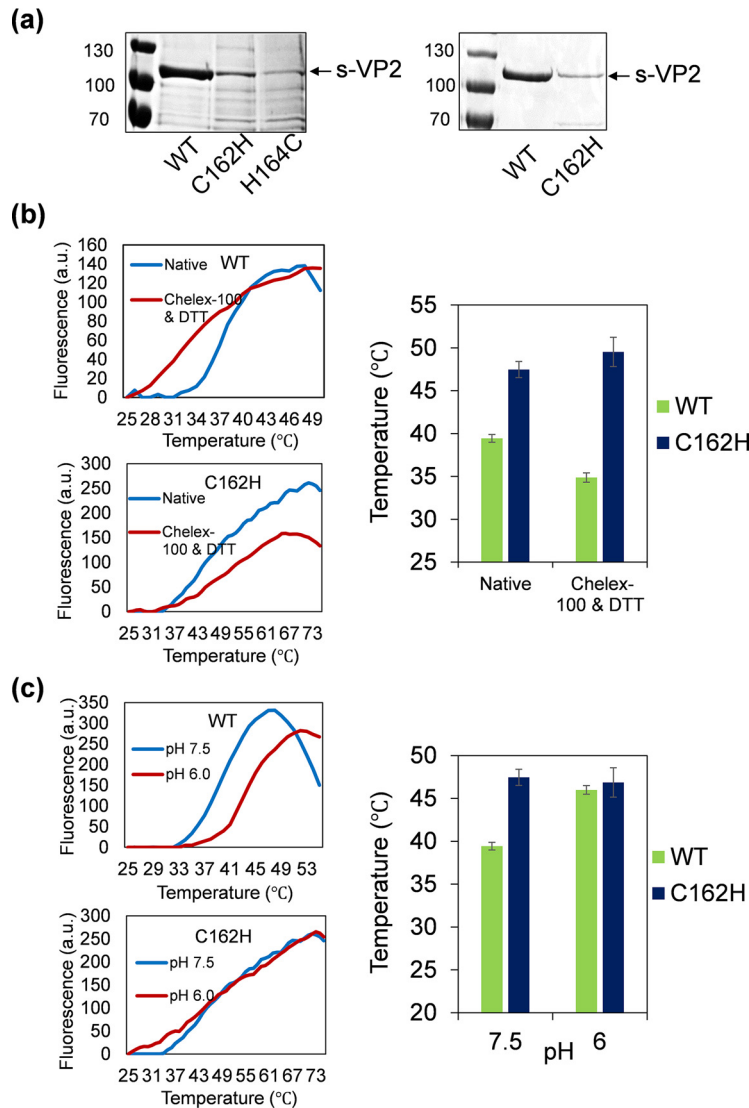 (a)
130
100
70
s-VP2
WT
C162H
H164C
130
100
70
s-VP2
WT
C162H
(b)
Fluorescence (a.u.)
160
140
120
100
80
60
40
20
0
Native
WT
Chelex-100
& DTT
25 28 31 34 37 40 43 46 49
Temperature (℃)
Fluorescence (a.u.)
300
250
200
150
100
50
0
C162H
Native
Chelex-
100 & DTT
25 31 37 43 49 55 61 67 73
Temperature (℃)
Temperature (℃)
55
50
45
40
35
30
25
Native
Chelex-
100 & DTT
WT
C162H
(c)
Fluorescence (a.u.)
350
300
250
200
150
100
50
0
WT
pH 7.5
pH 6.0
25 29 33 37 41 45 49 53
Temperature (℃)
Fluorescence (a.u.)
300
250
200
150
100
50
0
C162H
pH 7.5
pH 6.0
25 31 37 43 49 55 61 67 73
Temperature (℃)
Temperature (℃)
50
45
40
35
30
25
20
7.5 pH 6
WT
C162H